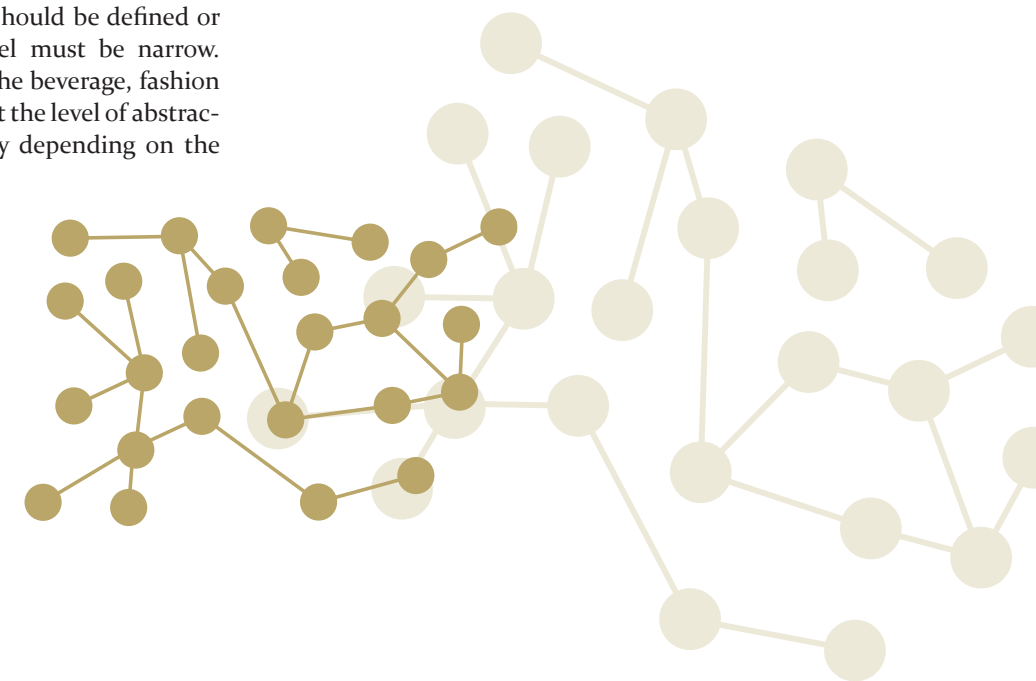 hould be defined or
el must be narrow.
he beverage, fashion
t the level of abstrac-
y depending on the